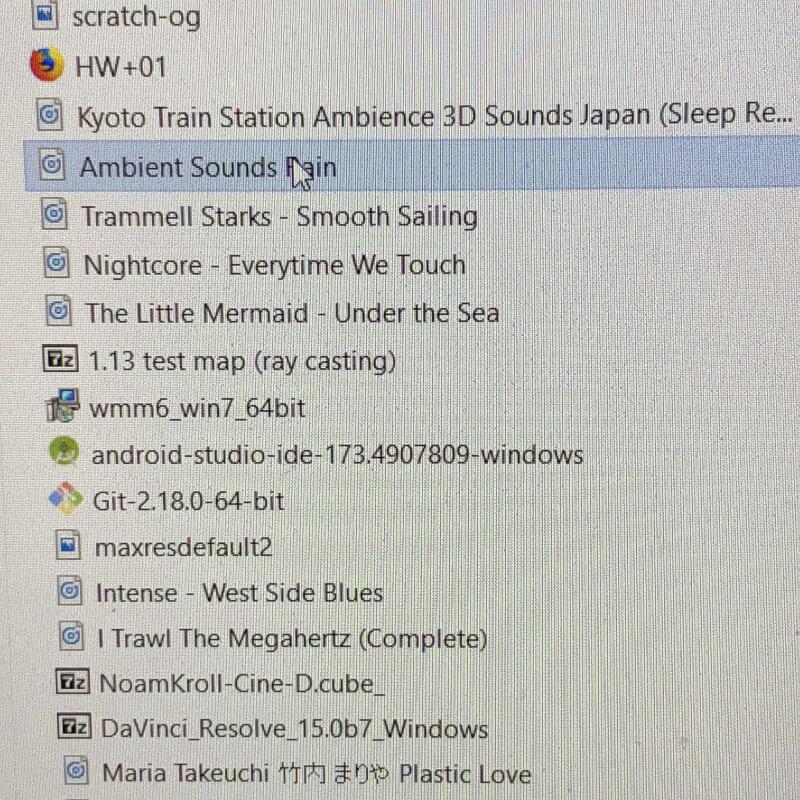 scratch-og
HW+01
Kyoto Train Station Ambience 3D Sounds Japan (Sleep Re...
Ambient Sounds Rain
Trammell Starks - Smooth Sailing
Nightcore - Everytime We Touch
The Little Mermaid - Under the Sea
1.13 test map (ray casting)
wmm6_win7_64bit
android-studio-ide-173.4907809-windows
Git-2.18.0-64-bit
maxresdefault2
Intense - West Side Blues
I Trawl The Megahertz (Complete)
NoamKroll-Cine-D.cube_
DaVinci_Resolve_15.0b7_Windows
Maria Takeuchi 竹内 まりや Plastic Love